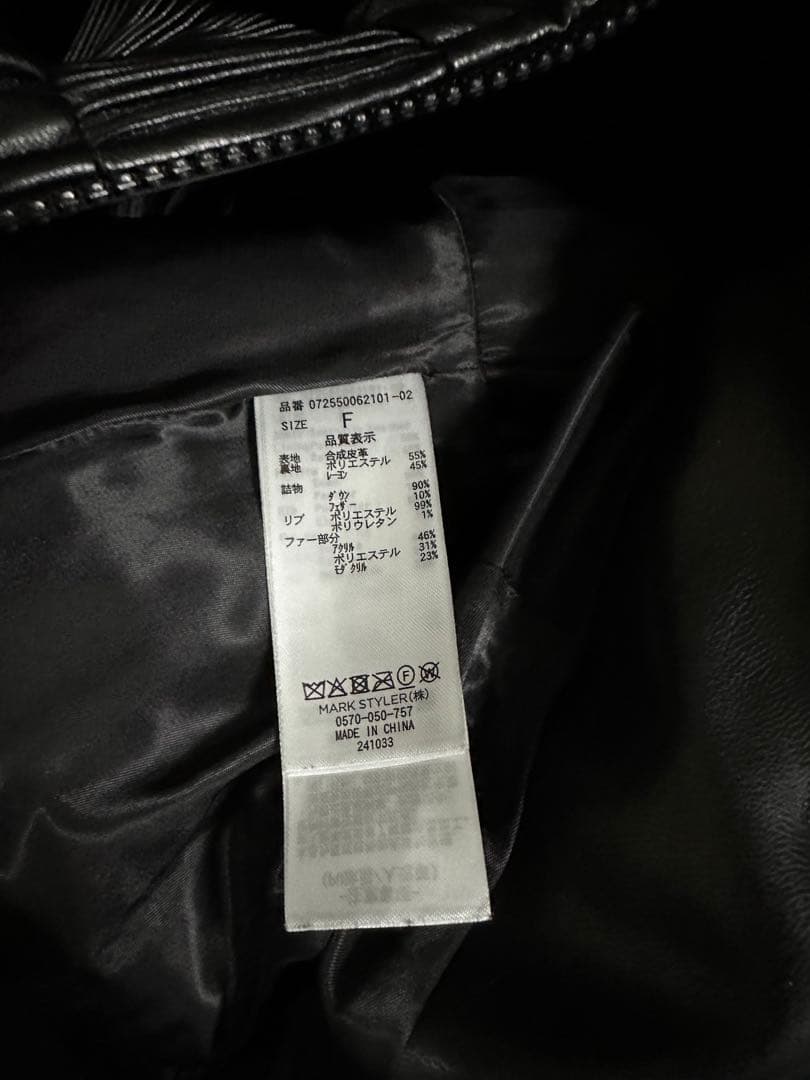 品番 072550062101-02
SIZE F
品質表示
表地 合成皮革
裏地 ポリエステル 55%
ﾚｰﾖﾝ 45%
詰物
ﾀﾞｳﾝ 90%
ﾌｪｻﾞｰ 10%
リブ ポリエステル 99%
ポリウレタン 1%
ファー部分
ｱｸﾘﾙ 46%
ポリエステル 31%
ﾓﾀﾞｸﾘﾙ 23%
F W
MARK STYLER(株)
0570-050-757
MADE IN CHINA
241033